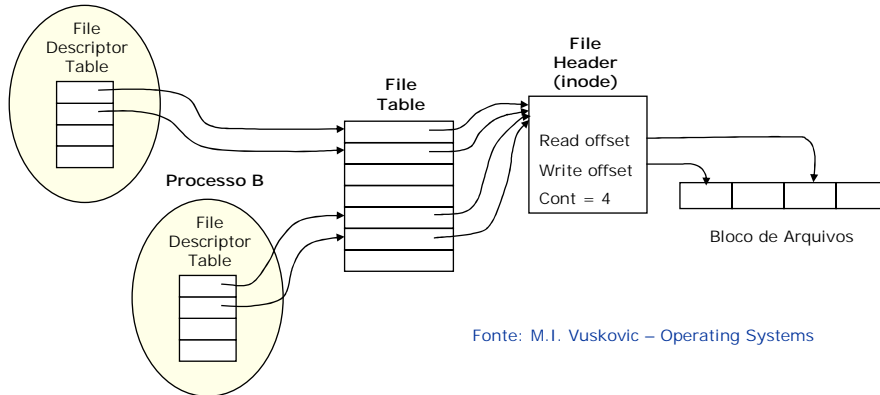 File
Descriptor
Table
File
Table
File
Header
(inode)
Read offset
Write offset
Cont = 4
Bloco de Arquivos
Processo B
File
Descriptor
Table
Fonte: M.I. Vuskovic – Operating Systems